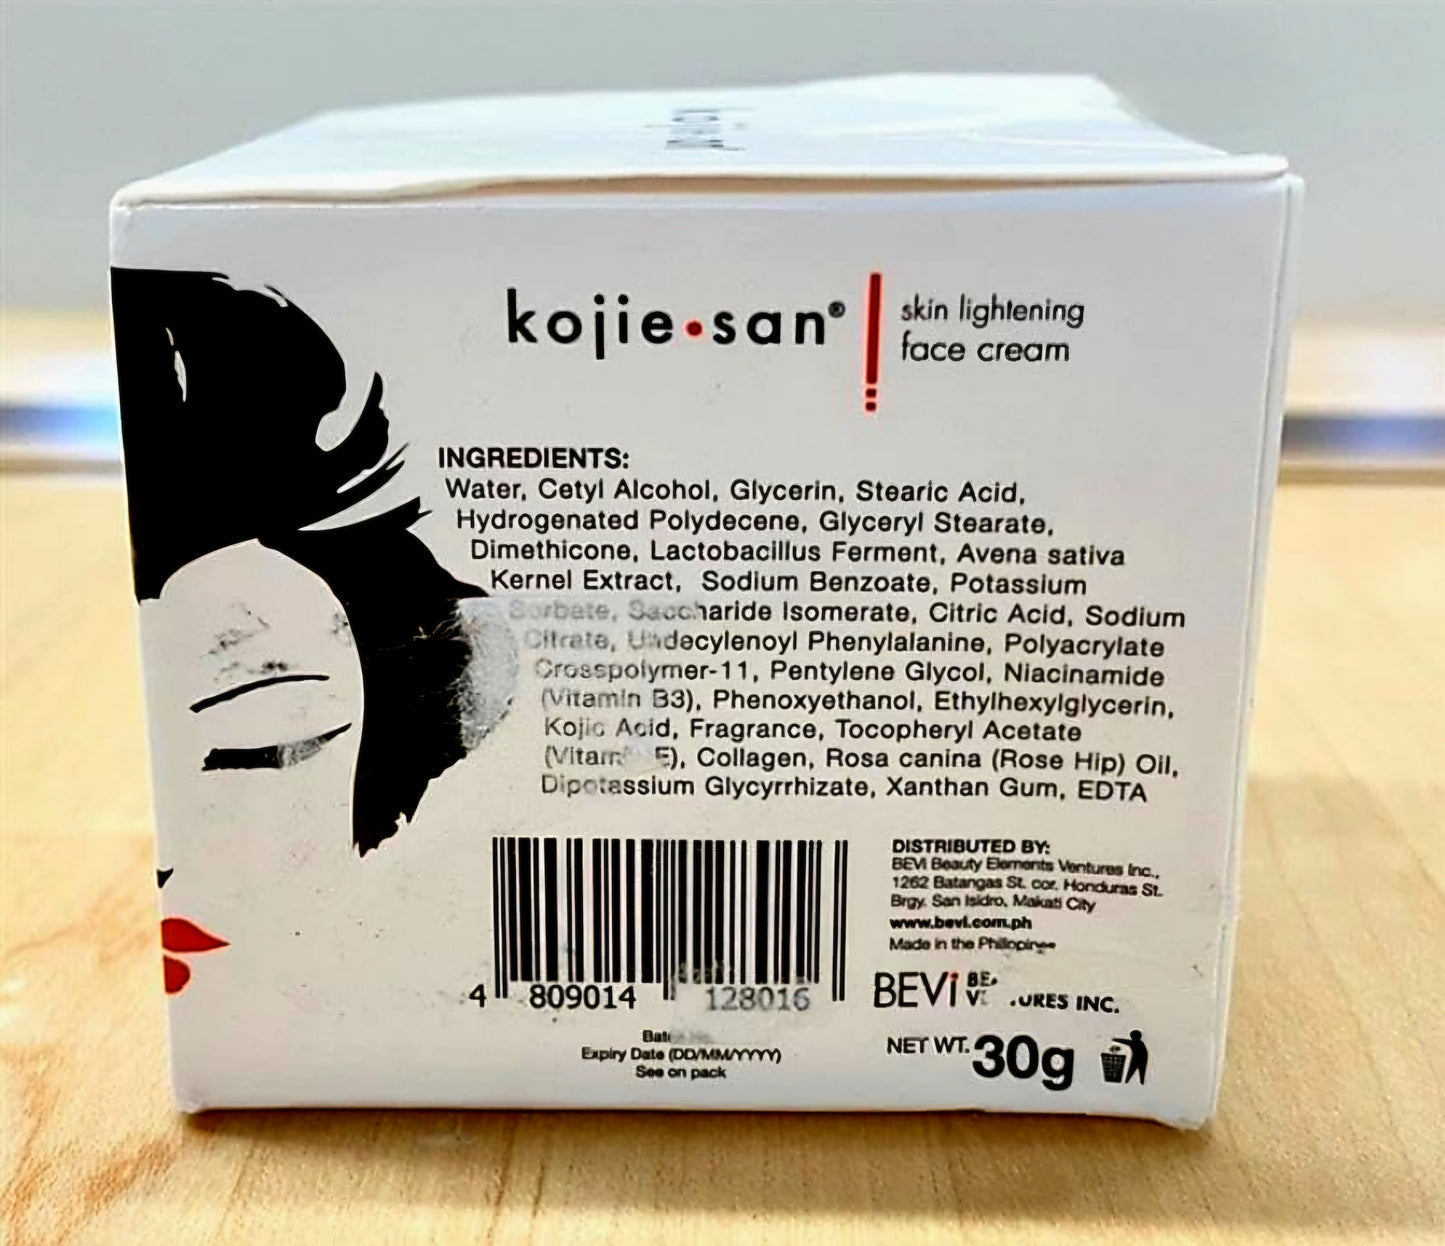 kojie•san®
skin lightening
face cream
INGREDIENTS:
Water, Cetyl Alcohol, Glycerin, Stearic Acid,
Hydrogenated Polydecene, Glyceryl Stearate,
Dimethicone, Lactobacillus Ferment, Avena sativa
Kernel Extract, Sodium Benzoate, Potassium
Sorbate, Saccharide Isomerate, Citric Acid, Sodium
Citrate, Undecylenoyl Phenylalanine, Polyacrylate
Crosspolymer-11, Pentylene Glycol, Niacinamide
(Vitamin B3), Phenoxyethanol, Ethylhexylglycerin,
Kojic Acid, Fragrance, Tocopheryl Acetate
E), Collagen, Rosa canina (Rose Hip) Oil,
Dipotassium Glycyrrhizate, Xanthan Gum, EDTA
4 809014 128016
Expiry Date (DD/MM/YYYY)
See on pack
DISTRIBUTED BY:
BEVI Beauty Elements Ventures Inc.,
1262 Batangas St. cor. Honduras St.
Brgy. San Isidro, Makati City
www.bevi.com.ph
Made in the Philippines
BEVi
INC.
NET WT. 30g